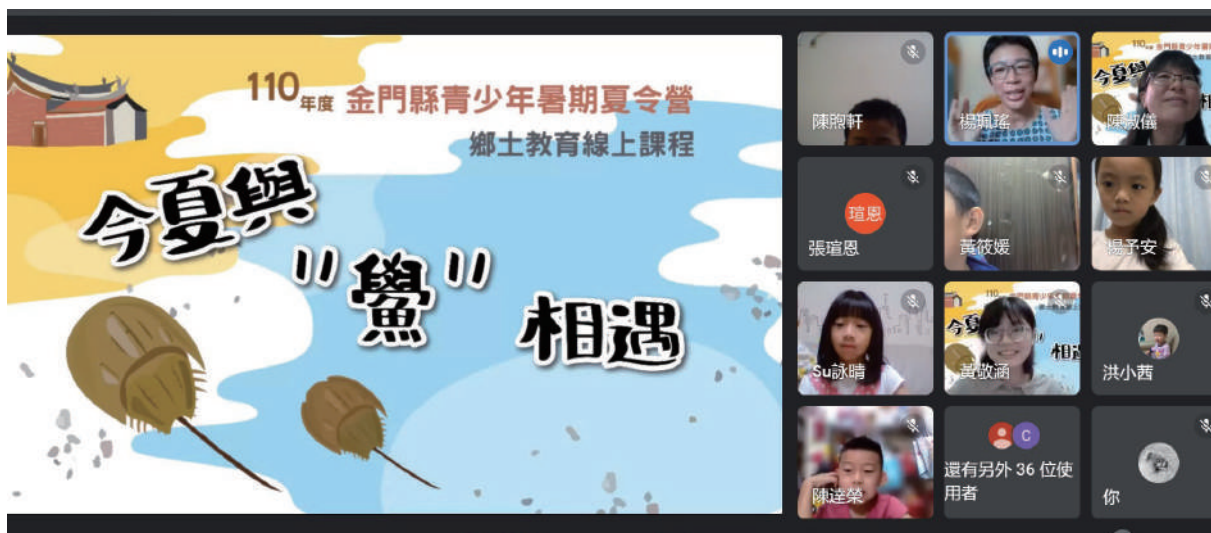 110年度 金門縣青少年暑期夏令營
鄉土教育線上課程
今夏與
"鱟"
相遇
陳煦軒
楊珮瑤
陳淑儀
瑄恩
張瑄恩
黃筱媛
楊予安
Su詠晴
黃敬涵
洪小茜
陳達榮
C
還有另外 36 位使
用者
你